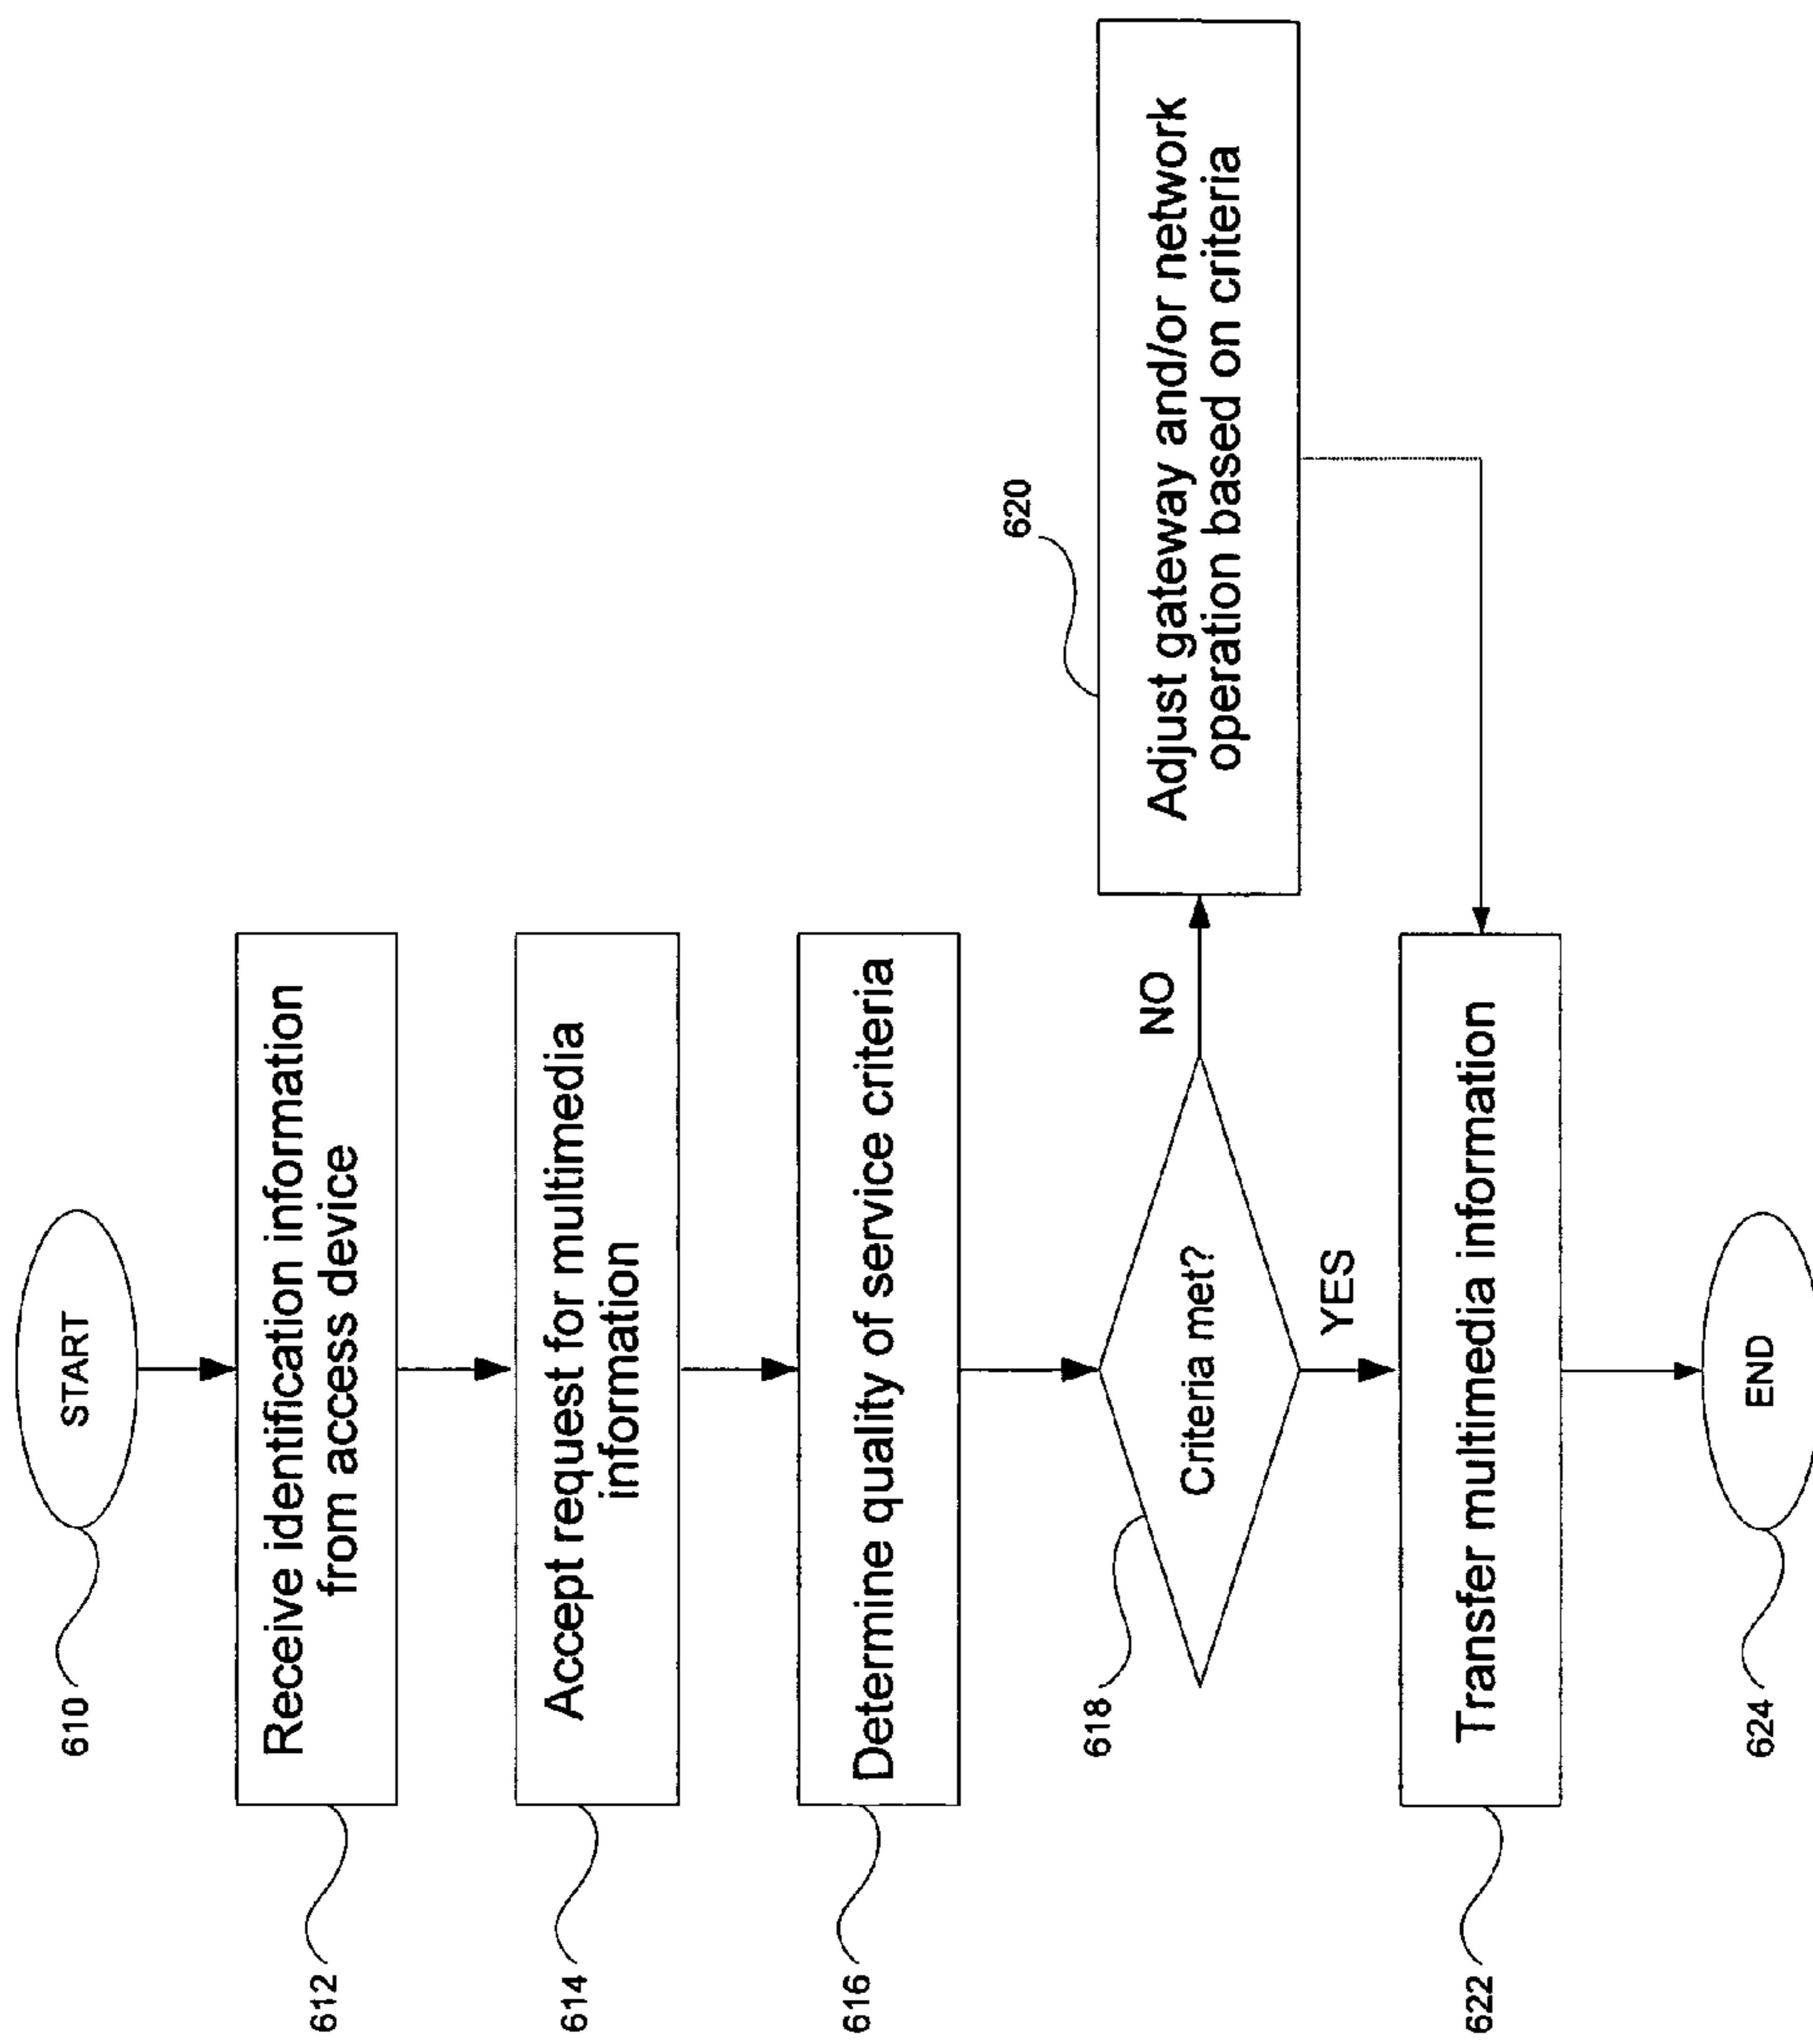 START
610
Receive identification information
from access device
612
Accept request for multimedia
information
614
Determine quality of service criteria
616
Criteria met?
618
NO
YES
620
Adjust gateway and/or network
operation based on criteria
Transfer multimedia information
622
END
624